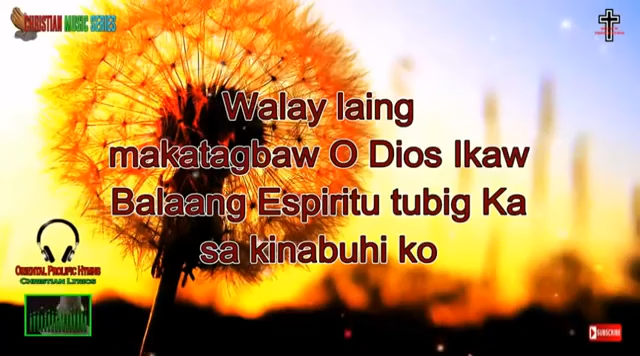 CHRISTIAN MUSIC SERIES
Walay laing
makatagbaw O Dios Ikaw
Balaang Espiritu tubig Ka
sa kinabuhi ko
ORIENTAL PROLIFIC HYMNS
CHRISTIAN LYRICS
SUBSCRIBE